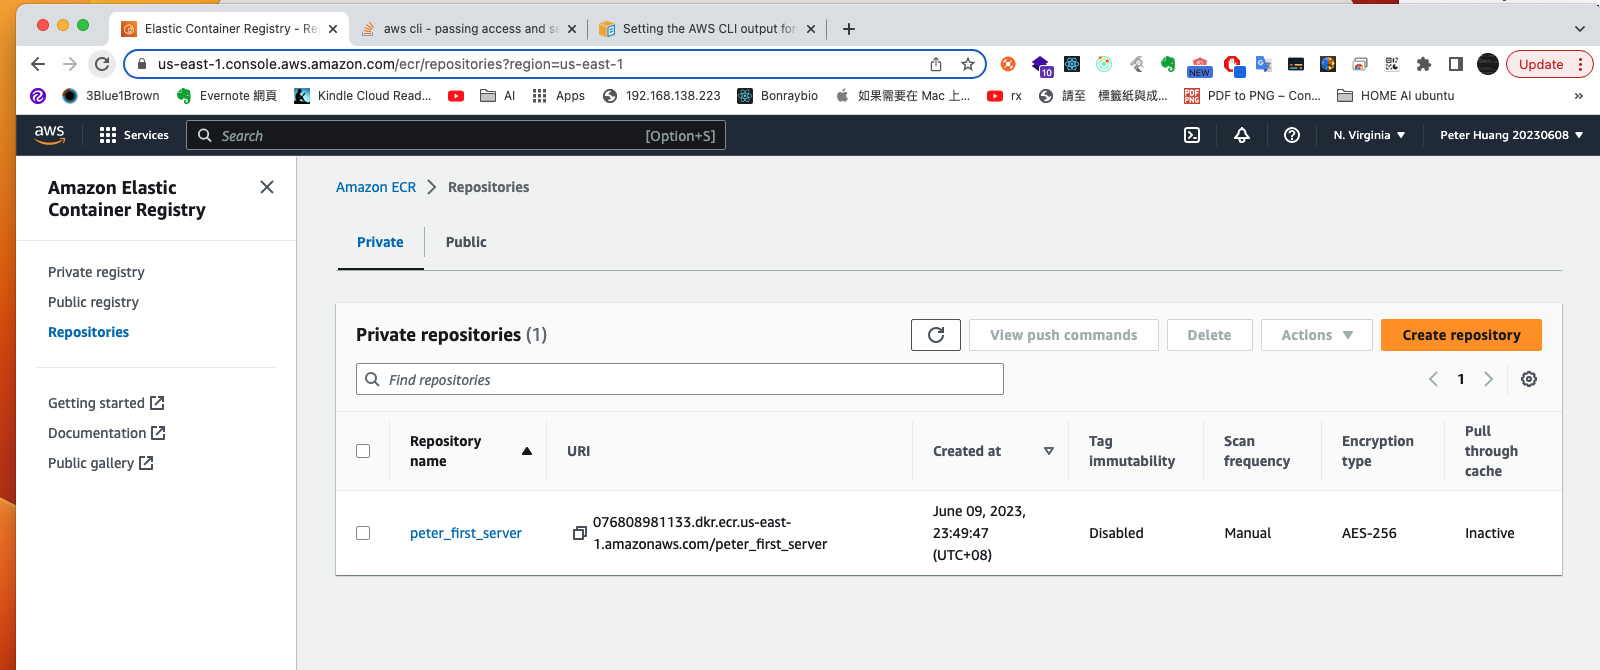 Elastic Container Registry - Re
aws cli - passing access and se
Setting the AWS CLI output for
us-east-1.console.aws.amazon.com/ecr/repositories?region=us-east-1
10
NEW
Update
3Blue1Brown
Evernote 網頁
Kindle Cloud Read...
AI
Apps
192.168.138.223
Bonraybio
如果需要在 Mac 上...
rx
請至 標籤紙與成...
PDF to PNG – Con...
HOME AI ubuntu
»
aws
Services
Search
[Option+S]
N. Virginia
Peter Huang 20230608
Amazon Elastic
Container Registry
Private registry
Public registry
Repositories
Getting started
Documentation
Public gallery
Amazon ECR
Repositories
Private
Public
Private repositories (1)
View push commands
Delete
Actions
Create repository
Find repositories
1
Repository
name
URI
Created at
Tag
immutability
Scan
frequency
Encryption
type
Pull
through
cache
peter_first_server
076808981133.dkr.ecr.us-east-
1.amazonaws.com/peter_first_server
June 09, 2023,
23:49:47
(UTC+08)
Disabled
Manual
AES-256
Inactive